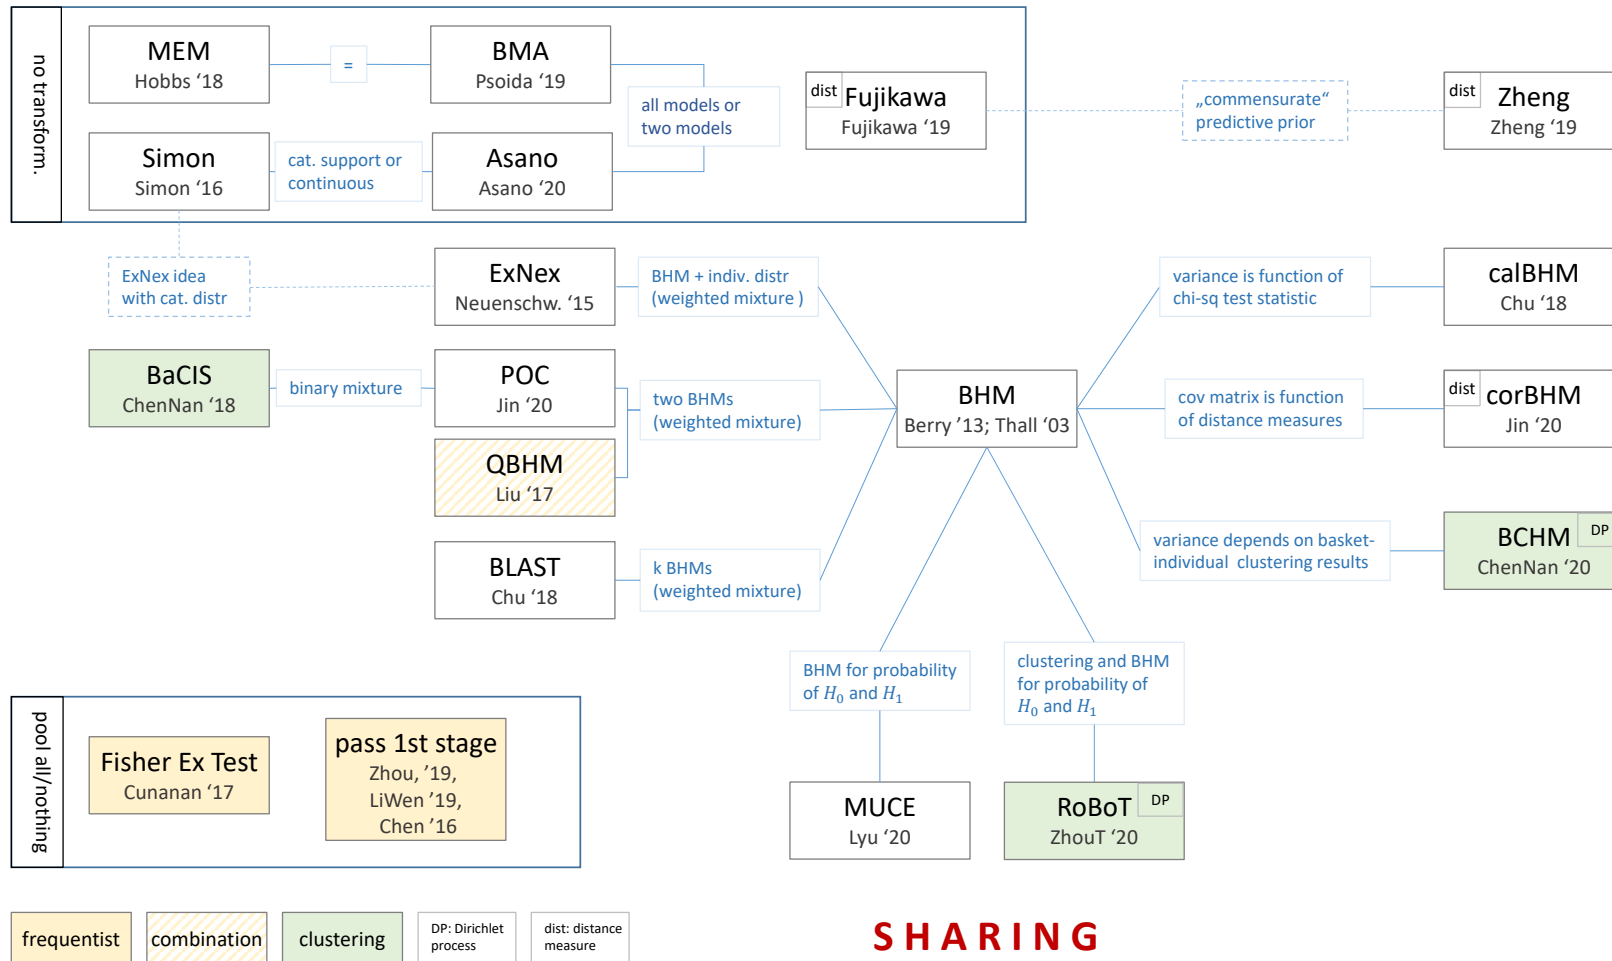 no transform.
MEM
Hobbs ‘18
=
BMA
Psoida ‘19
all models or
two models
dist
Fujikawa
Fujikawa ‘19
„commensurate“
predictive prior
dist
Zheng
Zheng ‘19
Simon
Simon ‘16
cat. support or
continuous
Asano
Asano ‘20
ExNex idea
with cat. distr
ExNex
Neuenschw. ‘15
BHM + indiv. distr
(weighted mixture )
variance is function of
chi-sq test statistic
calBHM
Chu ‘18
BaCIS
ChenNan ‘18
binary mixture
POC
Jin ‘20
two BHMs
(weighted mixture)
BHM
Berry ’13; Thall ‘03
cov matrix is function
of distance measures
dist
corBHM
Jin ‘20
QBHM
Liu ‘17
BLAST
Chu ‘18
k BHMs
(weighted mixture)
variance depends on basket-
individual clustering results
BCHM
DP
ChenNan ‘20
BHM for probability
of H₀ and H₁
clustering and BHM
for probability of
H₀ and H₁
pool all/nothing
Fisher Ex Test
Cunanan ‘17
pass 1st stage
Zhou, ’19,
LiWen ‘19,
Chen ‘16
MUCE
Lyu ‘20
RoBoT
DP
ZhouT ‘20
frequentist
combination
clustering
DP: Dirichlet
process
dist: distance
measure
SHARING